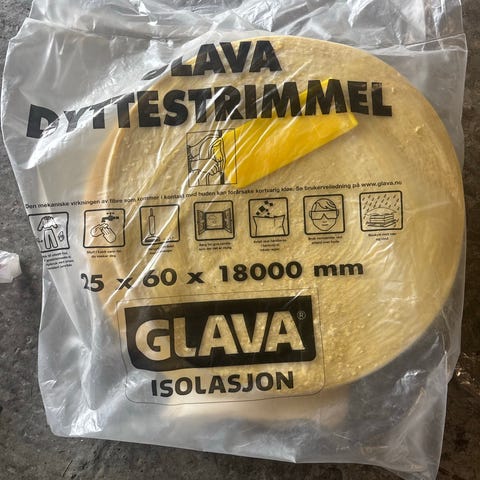 GLAVA
DYTTESTRIMMEL
Den mekaniske virkningen av fibre som kommer i kontakt med huden kan forårsake kortvarig kløe. Se brukerveiledning på www.glava.no
25 x 60 x 18000 mm
GLAVA®
ISOLASJON